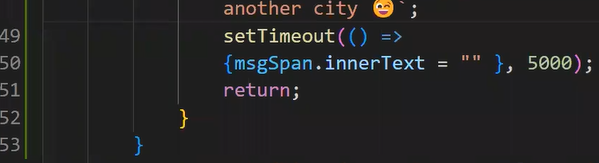 another city 😄`;
49 setTimeout(() =>
50 {msgSpan.innerText = "" }, 5000);
51 return;
52 }
53 }